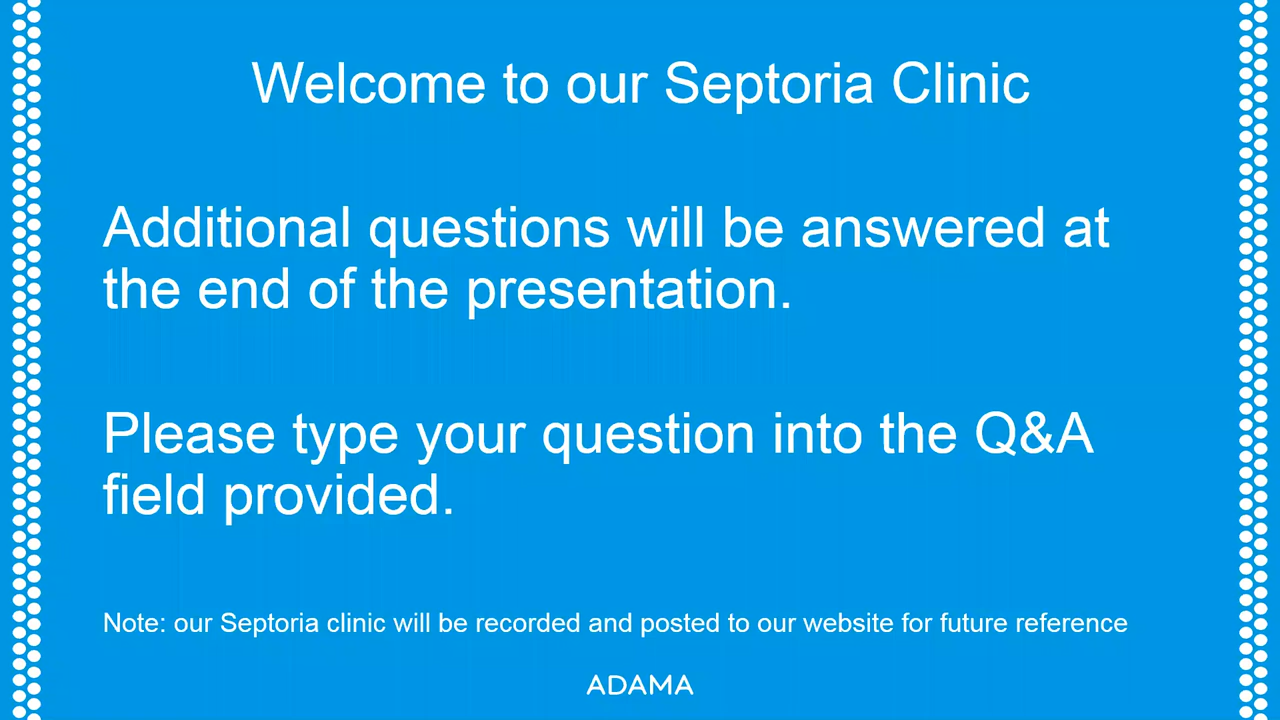 Welcome to our Septoria Clinic
Additional questions will be answered at
the end of the presentation.
Please type your question into the Q&A
field provided.
Note: our Septoria clinic will be recorded and posted to our website for future reference
ADAMA